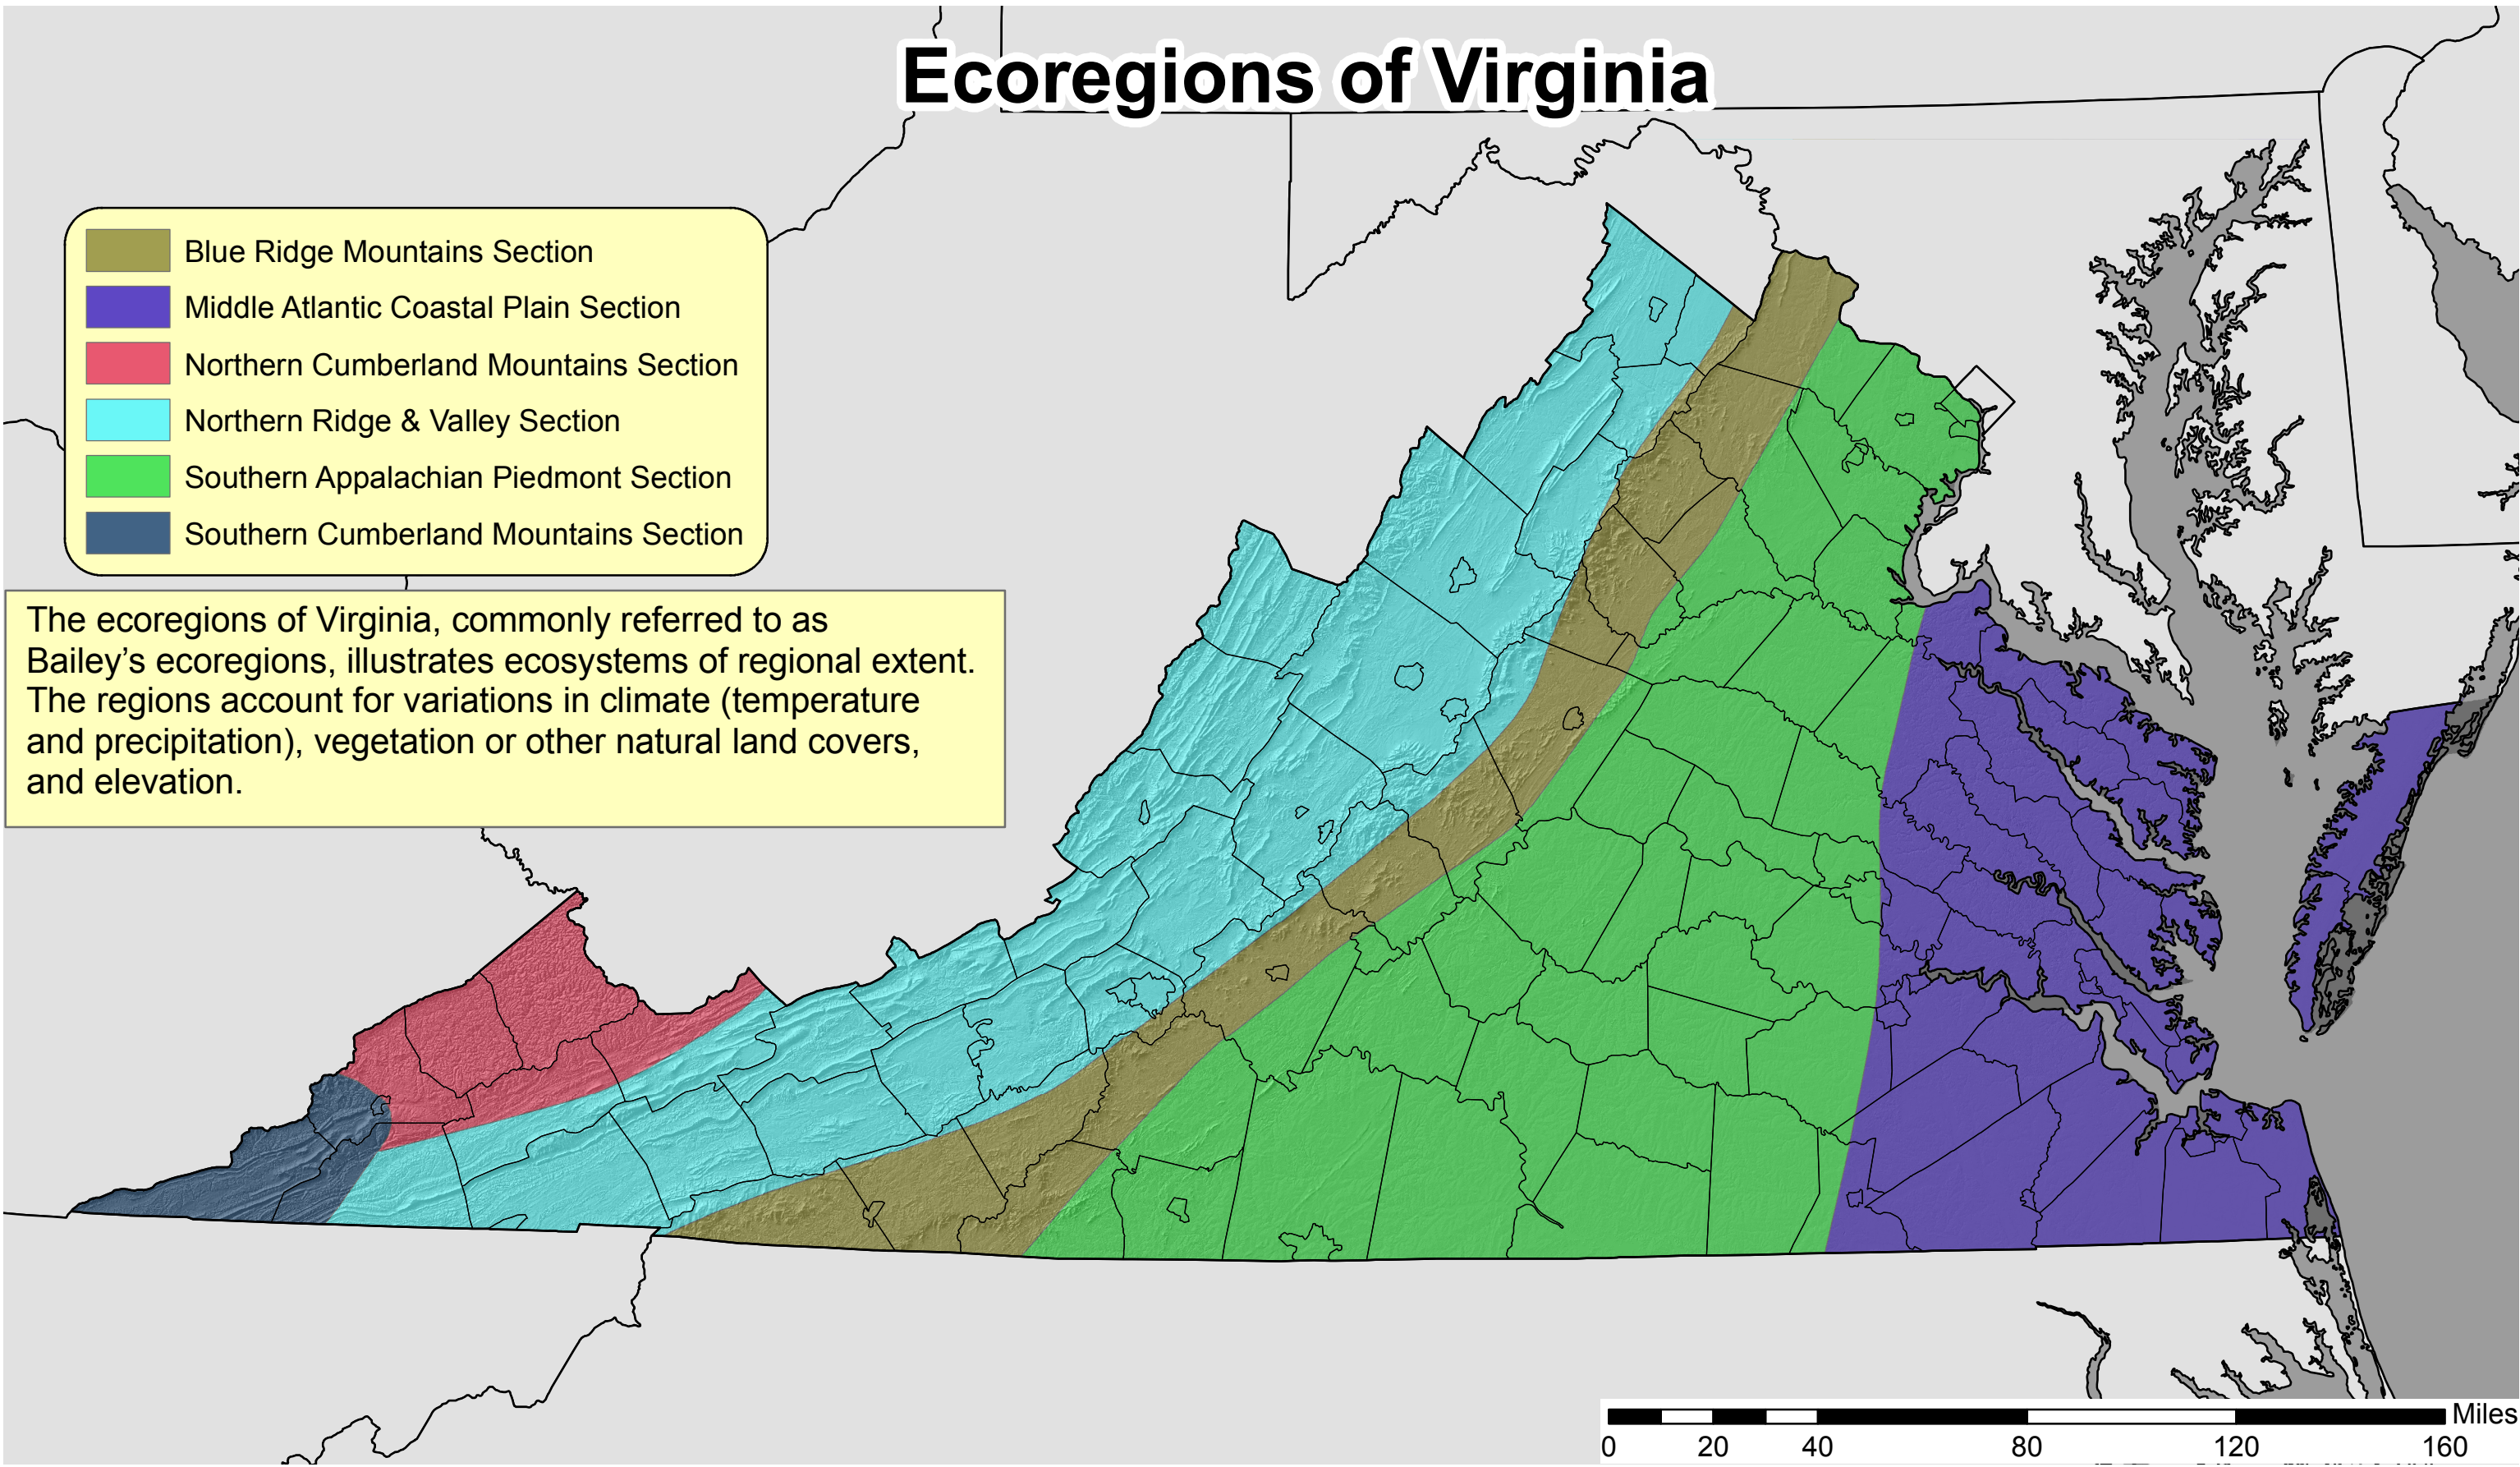 Ecoregions of Virginia
Blue Ridge Mountains Section
Middle Atlantic Coastal Plain Section
Northern Cumberland Mountains Section
Northern Ridge & Valley Section
Southern Appalachian Piedmont Section
Southern Cumberland Mountains Section
The ecoregions of Virginia, commonly referred to as
Bailey’s ecoregions, illustrates ecosystems of regional extent.
The regions account for variations in climate (temperature
and precipitation), vegetation or other natural land covers,
and elevation.
Miles
0 20 40 80 120 160